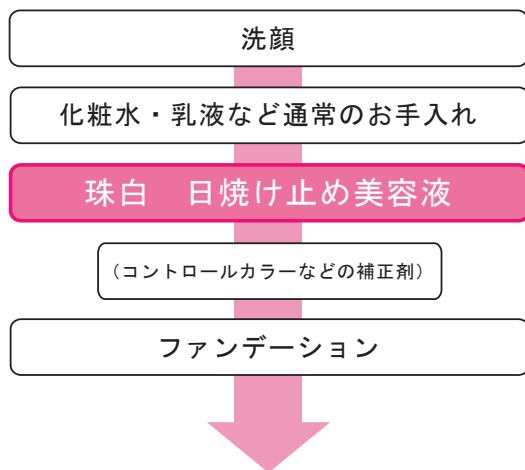 洗顔
化粧水・乳液など通常のお手入れ
珠白　日焼け止め美容液
（コントロールカラーなどの補正剤）
ファンデーション